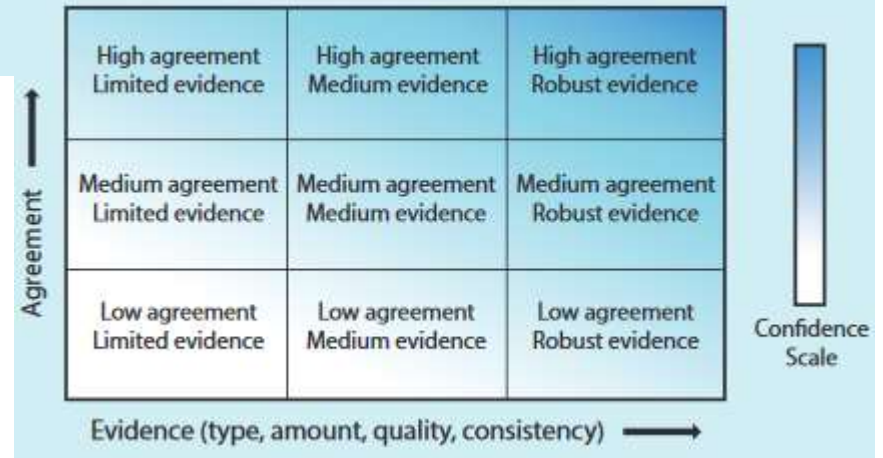 High agreement
Limited evidence
High agreement
Medium evidence
High agreement
Robust evidence
Medium agreement
Limited evidence
Medium agreement
Medium evidence
Medium agreement
Robust evidence
Low agreement
Limited evidence
Low agreement
Medium evidence
Low agreement
Robust evidence
Agreement
Evidence (type, amount, quality, consistency)
Confidence
Scale